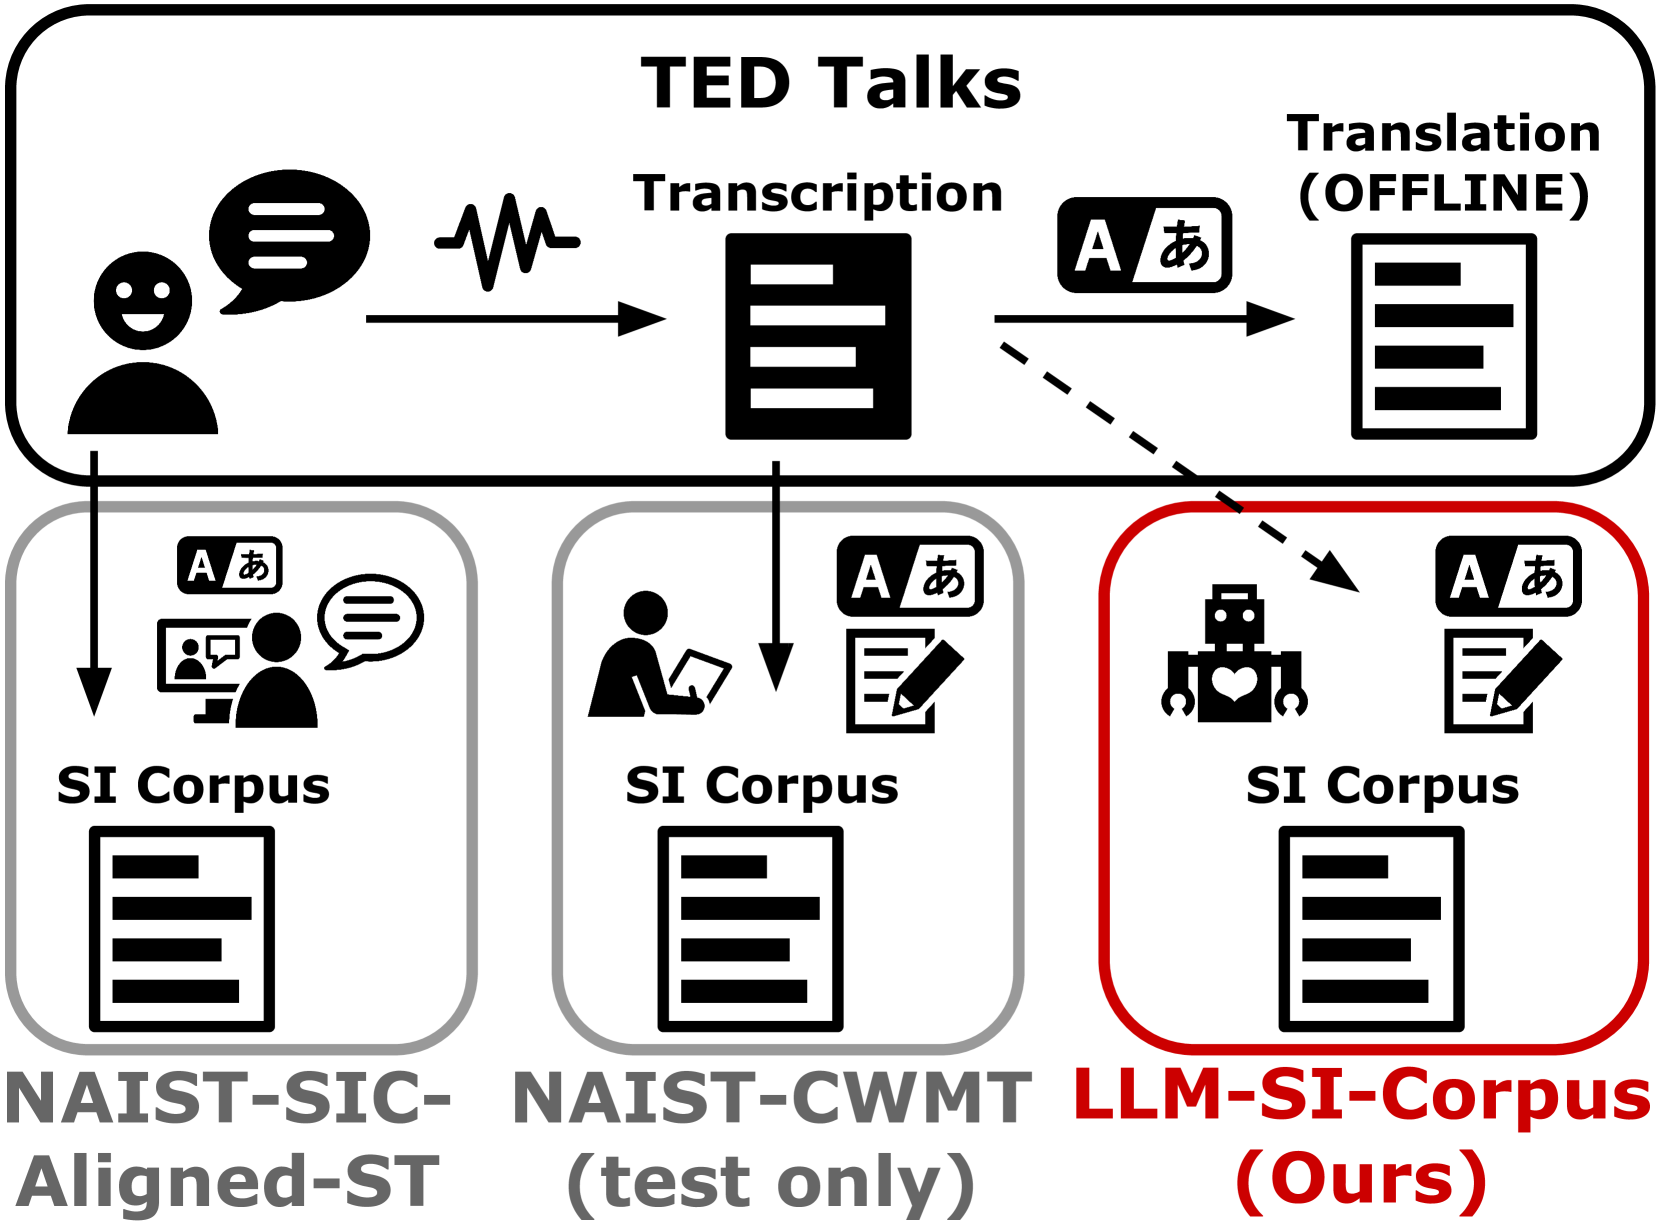 TED Talks
Transcription
Translation
(OFFLINE)
A あ
A あ
SI Corpus
NAIST-SIC-
Aligned-ST
A あ
SI Corpus
NAIST-CWMT
(test only)
A あ
SI Corpus
LLM-SI-Corpus
(Ours)